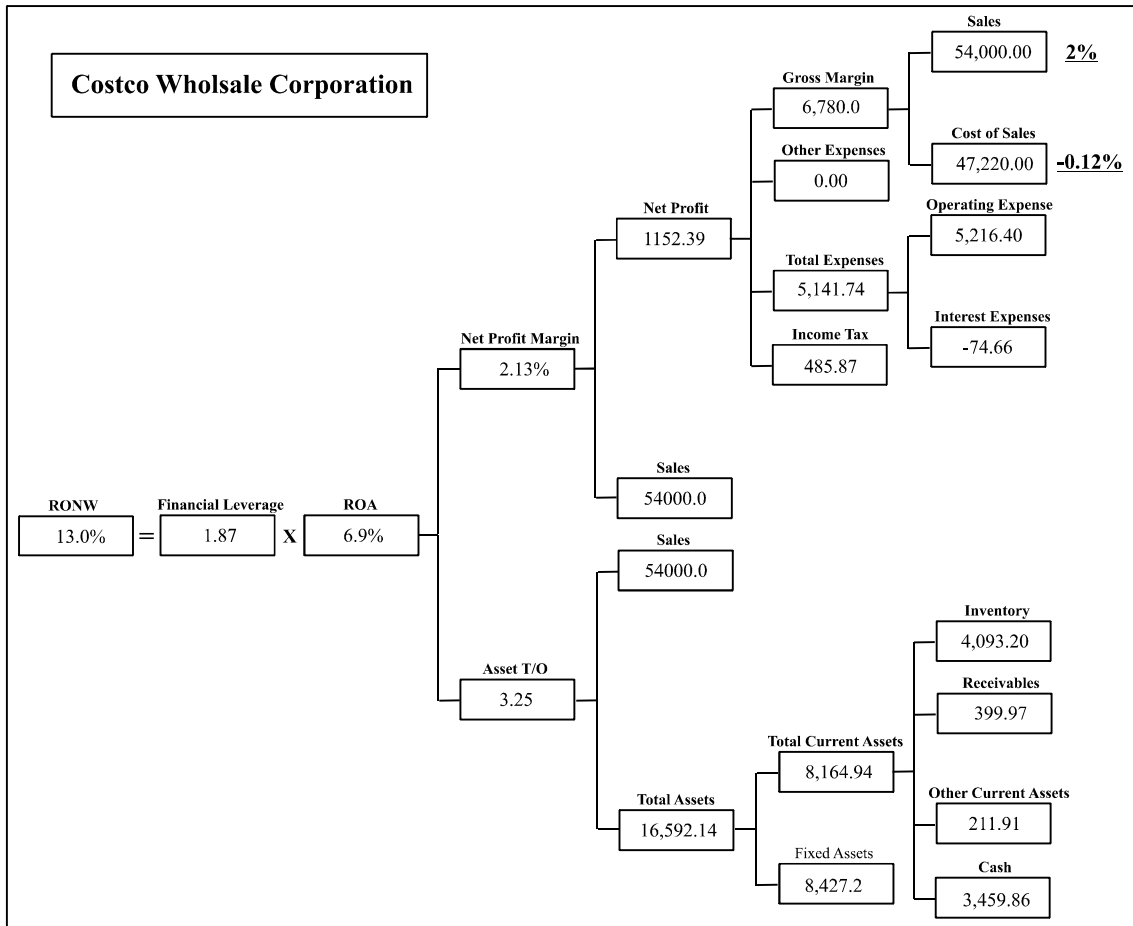 Costco Wholsale Corporation
Sales
54,000.00
2%
Gross Margin
6,780.0
Cost of Sales
47,220.00
-0.12%
Other Expenses
0.00
Net Profit
1152.39
Operating Expense
5,216.40
Total Expenses
5,141.74
Interest Expenses
-74.66
Income Tax
485.87
Net Profit Margin
2.13%
Sales
54000.0
RONW
13.0%
=
Financial Leverage
1.87
X
ROA
6.9%
Sales
54000.0
Asset T/O
3.25
Inventory
4,093.20
Receivables
399.97
Total Current Assets
8,164.94
Other Current Assets
211.91
Total Assets
16,592.14
Fixed Assets
8,427.2
Cash
3,459.86